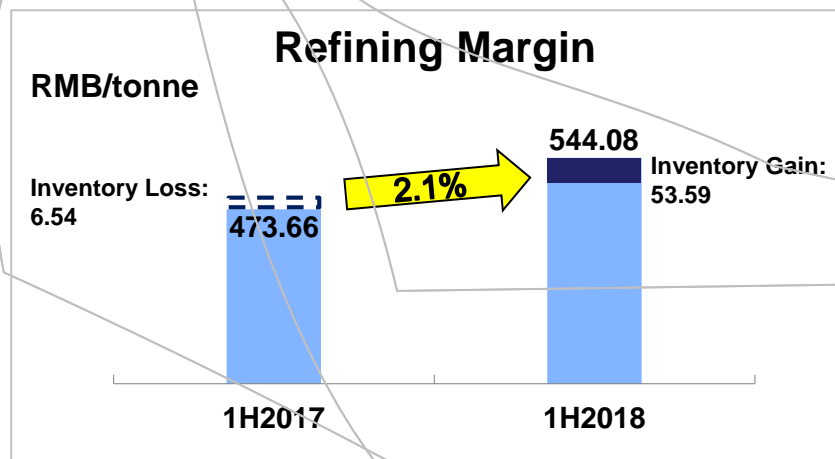 Refining Margin
RMB/tonne
544.08
Inventory Gain:
53.59
2.1%
Inventory Loss:
6.54
473.66
1H2017
1H2018